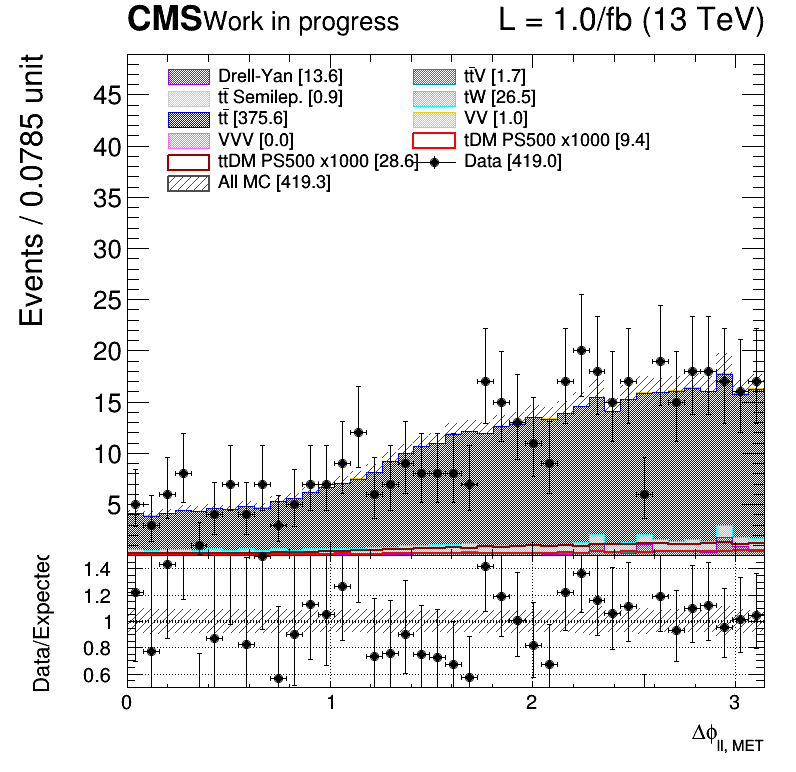 CMS Work in progress L = 1.0/fb (13 TeV)
Events / 0.0785 unit
Drell-Yan [13.6] tt̄V [1.7]
tt̄ Semilep. [0.9] tW [26.5]
tt̄ [375.6] VV [1.0]
VVV [0.0] tDM PS500 x1000 [9.4]
ttDM PS500 x1000 [28.6] Data [419.0]
All MC [419.3]
45
40
35
30
25
20
15
10
5
Data/Expected
1.4
1.2
1
0.8
0.6
0 1 2 3
Δϕll, MET